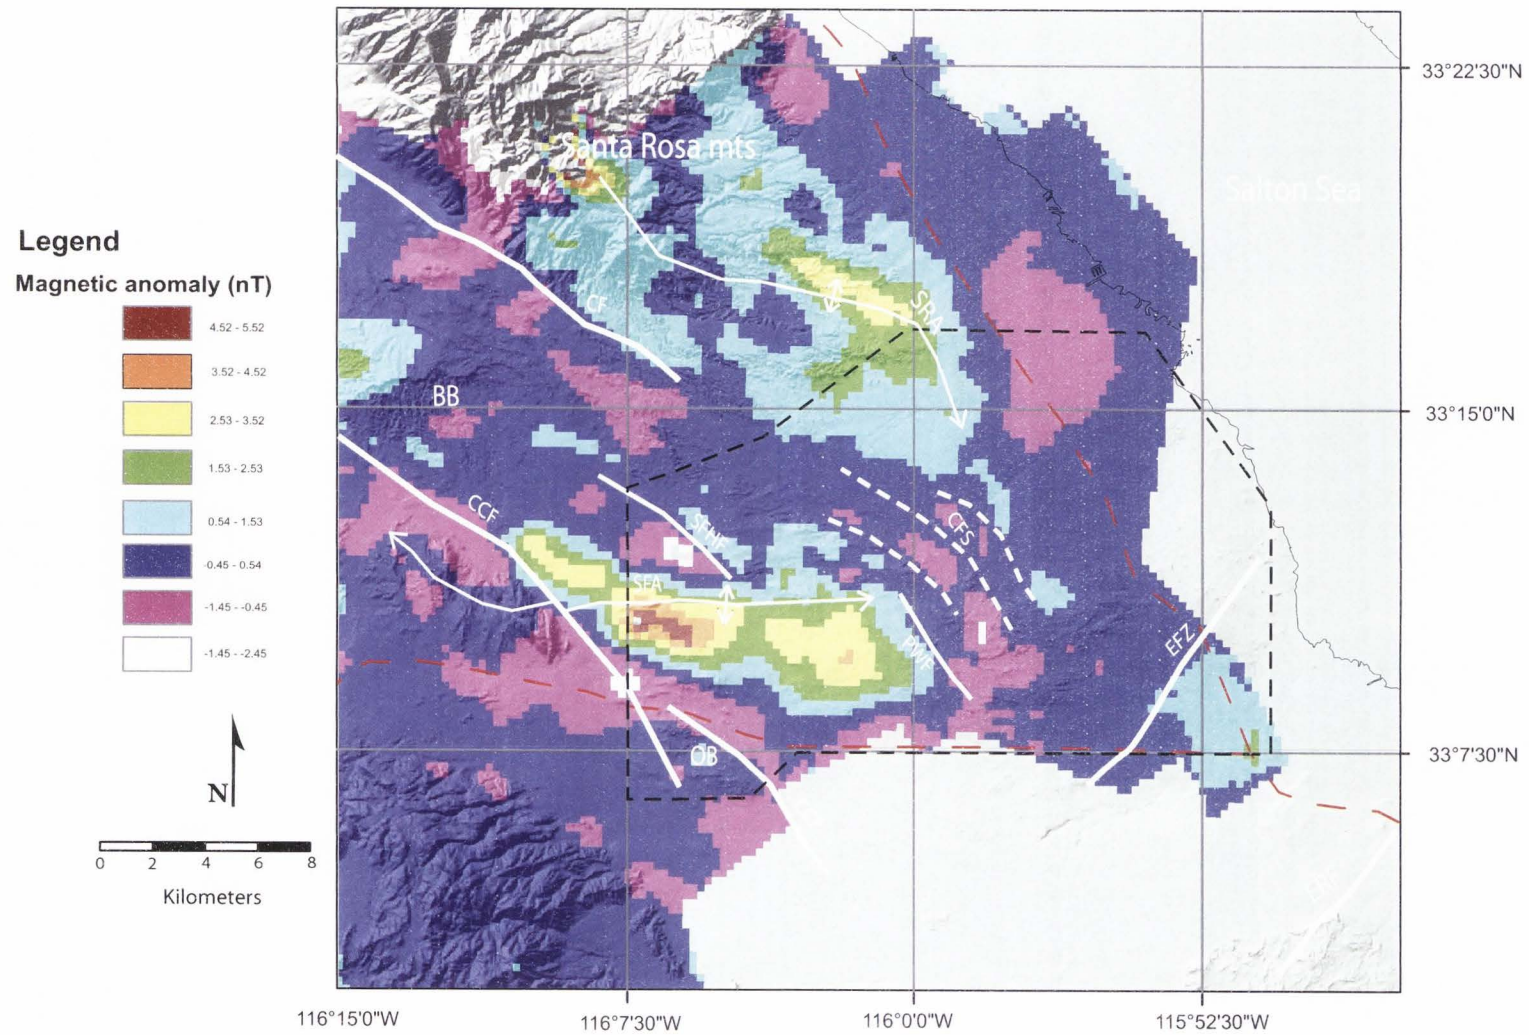 33°22'30"N
Santa Rosa mts
Salton Sea
Legend
Magnetic anomaly (nT)
4.52 - 5.52
3.52 - 4.52
2.53 - 3.52
1.53 - 2.53
0.54 - 1.53
-0.45 - 0.54
-1.45 - -0.45
-1.45 - -2.45
CF
SRA
BB
33°15'0"N
CCF
SFNF
CFS
SFA
PWF
EFZ
OB
33°7'30"N
N
0 2 4 6 8
Kilometers
116°15'0"W 116°7'30"W 116°0'0"W 115°52'30"W